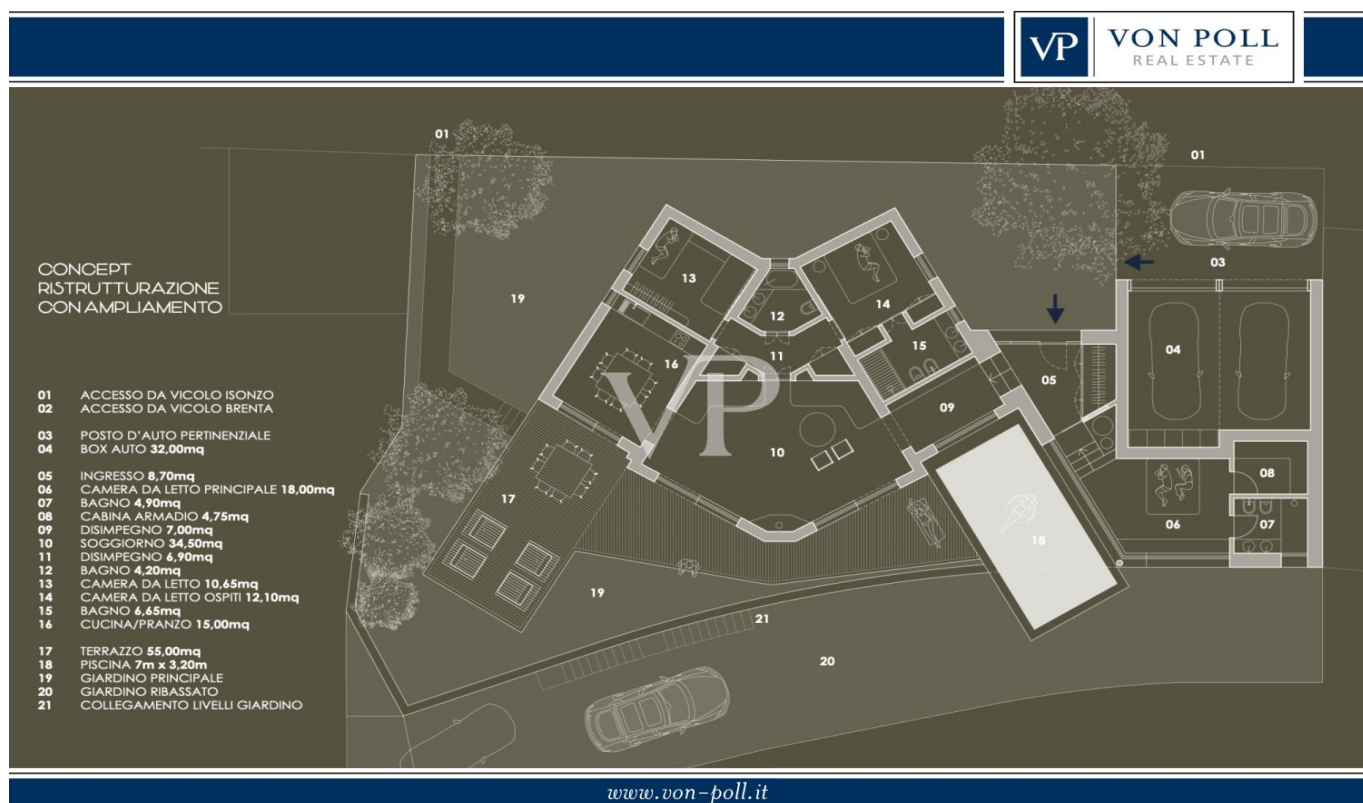 VP VON POLL
REAL ESTATE
CONCEPT
RISTRUTTURAZIONE
CON AMPLIAMENTO
01 ACCESSO DA VICOLO ISONZO
02 ACCESSO DA VICOLO BRENTA
03 POSTO D'AUTO PERTINENZIALE
04 BOX AUTO 32,00mq
05 INGRESSO 8,70mq
06 CAMERA DA LETTO PRINCIPALE 18,00mq
07 BAGNO 4,90mq
08 CABINA ARMADIO 4,75mq
09 DISIMPEGNO 7,00mq
10 SOGGIORNO 34,50mq
11 DISIMPEGNO 6,90mq
12 BAGNO 4,20mq
13 CAMERA DA LETTO 10,65mq
14 CAMERA DA LETTO OSPITI 12,10mq
15 BAGNO 6,65mq
16 CUCINA/PRANZO 15,00mq
17 TERRAZZO 55,00mq
18 PISCINA 7m x 3,20m
19 GIARDINO PRINCIPALE
20 GIARDINO RIBASSATO
21 COLLEGAMENTO LIVELLI GIARDINO
01
01
03
13
19
14
12
15
11
16
04
05
09
10
08
17
06
07
18
19
21
20
VP
www.von-poll.it